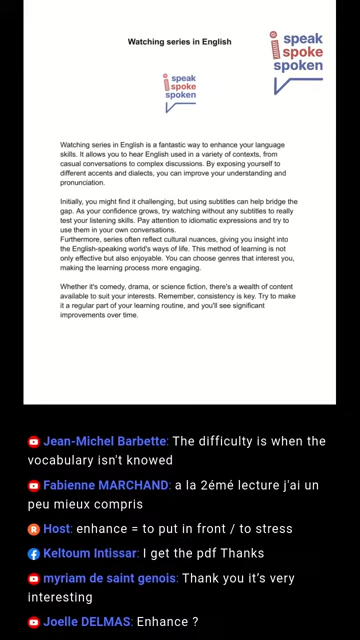 Watching series in English
i speak
spoke
spoken
i speak
spoke
spoken
Watching series in English is a fantastic way to enhance your language
skills. It allows you to hear English used in a variety of contexts, from
casual conversations to complex discussions. By exposing yourself to
different accents and dialects, you can improve your understanding and
pronunciation.
Initially, you might find it challenging, but using subtitles can help bridge the
gap. As your confidence grows, try watching without any subtitles to really
test your listening skills. Pay attention to idiomatic expressions and try to
use them in your own conversations.
Furthermore, series often reflect cultural nuances, giving you insight into
the English-speaking world's ways of life. This method of learning is not
only effective but also enjoyable. You can choose genres that interest you,
making the learning process more engaging.
Whether it's comedy, drama, or science fiction, there's a wealth of content
available to suit your interests. Remember, consistency is key. Try to make
it a regular part of your learning routine, and you'll see significant
improvements over time.
Jean-Michel Barbette: The difficulty is when the
vocabulary isn't knowed
Fabienne MARCHAND: a la 2émé lecture j'ai un
peu mieux compris
R Host: enhance = to put in front / to stress
Keltoum Intissar: I get the pdf Thanks
myriam de saint genois: Thank you it’s very
interesting
Joelle DELMAS: Enhance ?